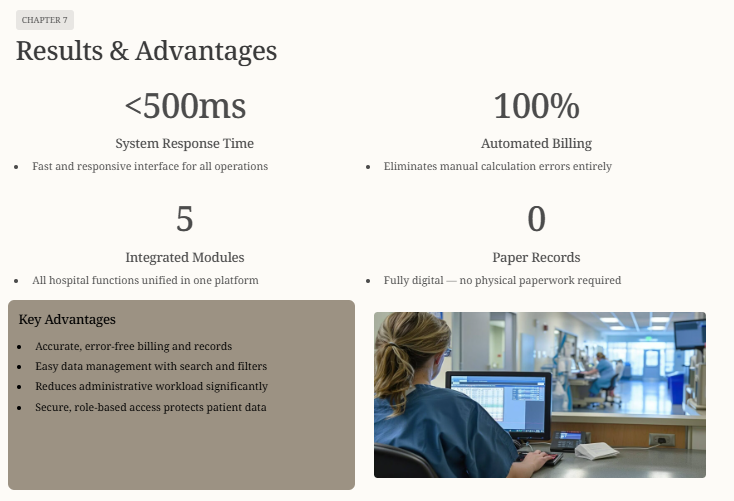 CHAPTER 7
Results & Advantages
<500ms
System Response Time
• Fast and responsive interface for all operations
100%
Automated Billing
• Eliminates manual calculation errors entirely
5
Integrated Modules
• All hospital functions unified in one platform
0
Paper Records
• Fully digital — no physical paperwork required
Key Advantages
• Accurate, error-free billing and records
• Easy data management with search and filters
• Reduces administrative workload significantly
• Secure, role-based access protects patient data